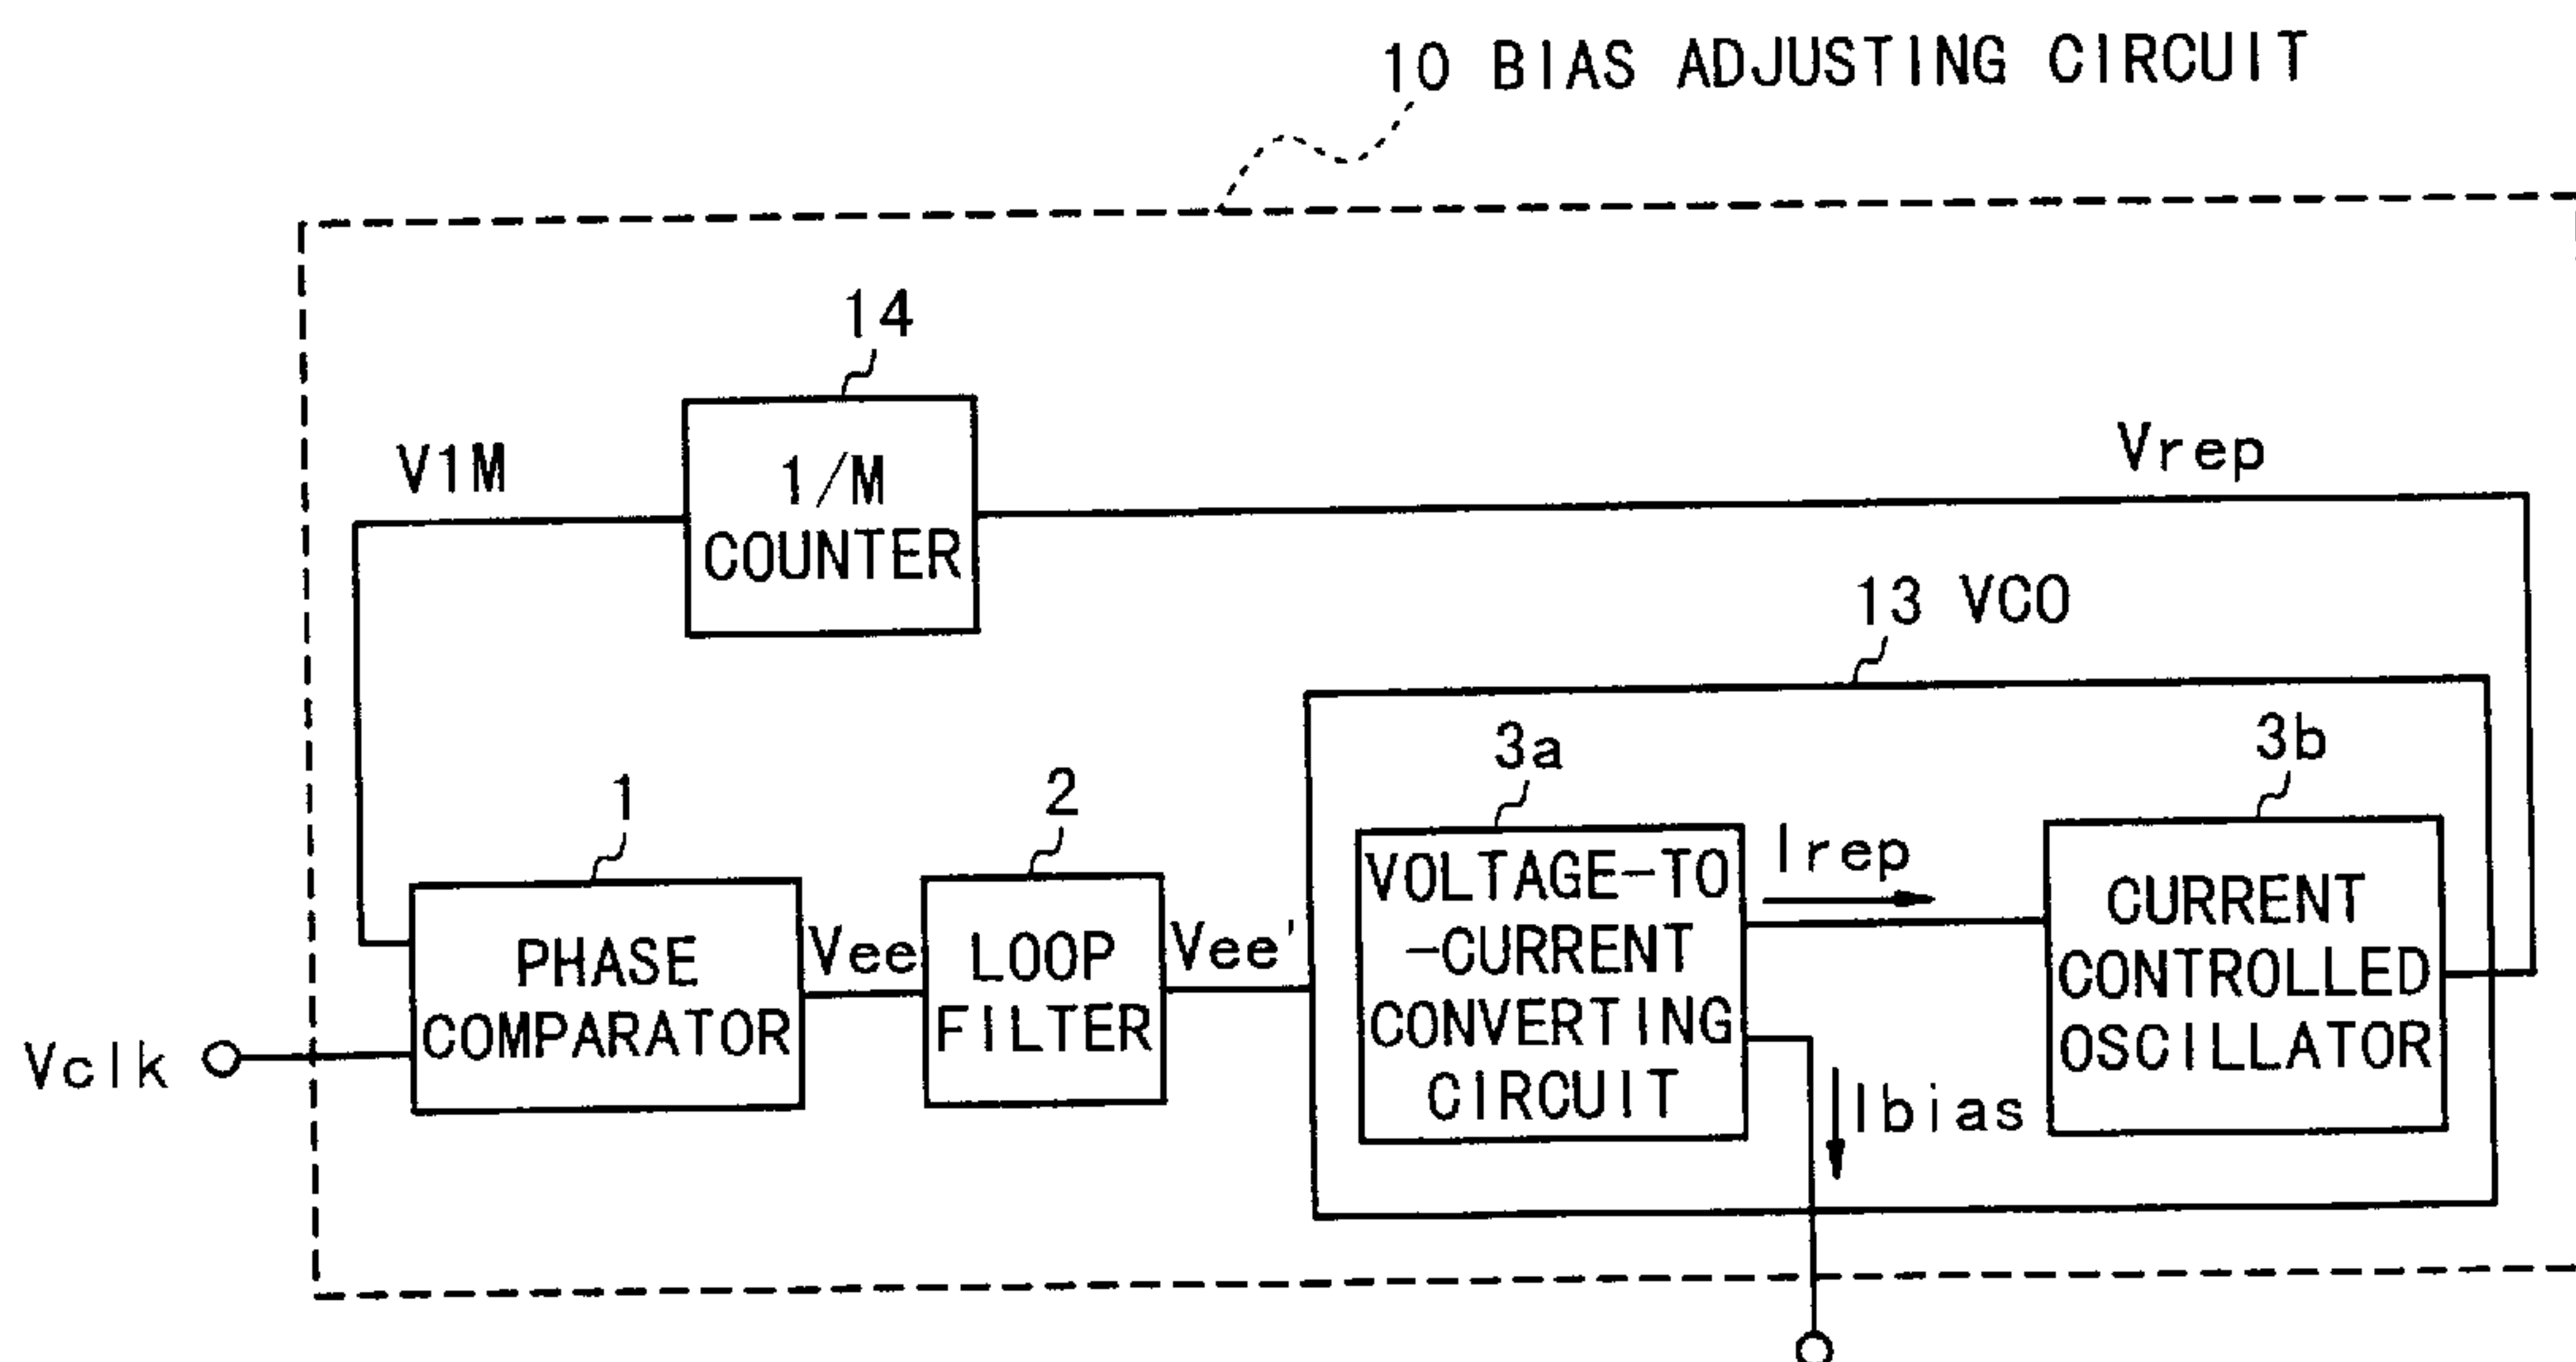 10 BIAS ADJUSTING CIRCUIT
14
V1M
1/M
COUNTER
Vrep
13 VCO
1
2
3a
3b
PHASE
COMPARATOR
Vee
LOOP
FILTER
Vee'
VOLTAGE-TO
-CURRENT
CONVERTING
CIRCUIT
Irep
CURRENT
CONTROLLED
OSCILLATOR
Vclk
Ibias